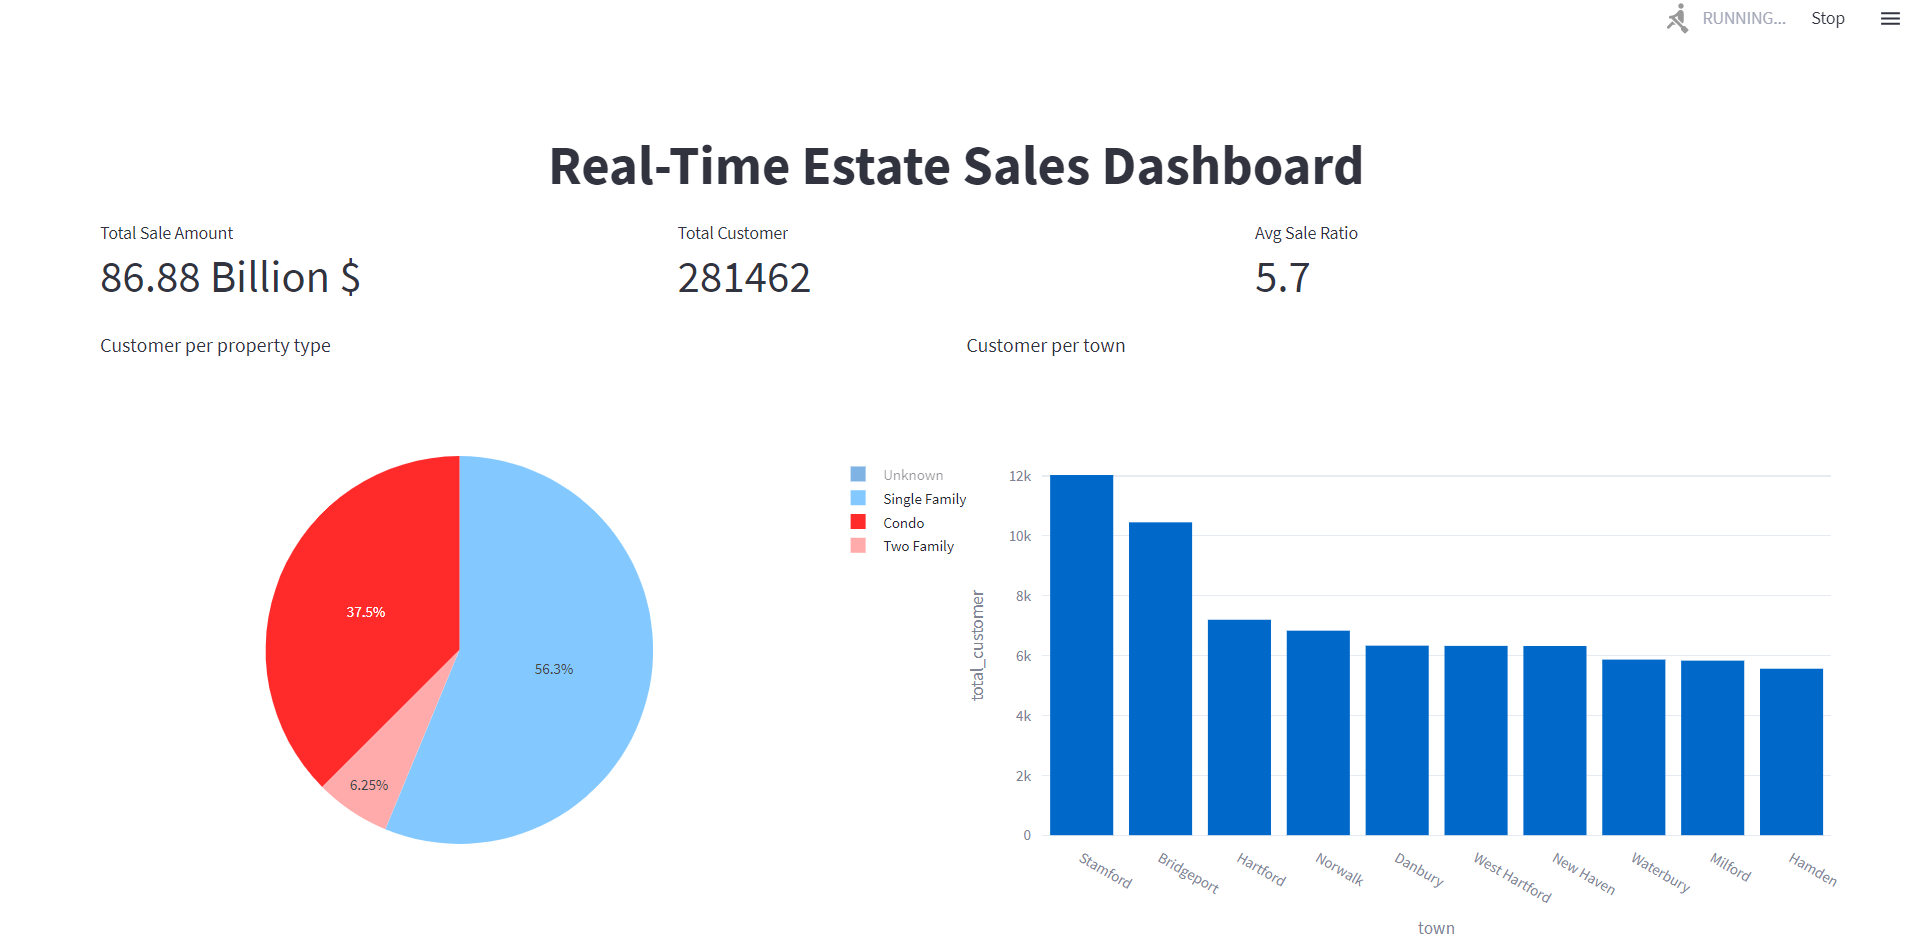 RUNNING...
Stop
Real-Time Estate Sales Dashboard
Total Sale Amount
86.88 Billion $
Total Customer
281462
Avg Sale Ratio
5.7
Customer per property type
37.5%
56.3%
6.25%
Unknown
Single Family
Condo
Two Family
Customer per town
total_customer
12k
10k
8k
6k
4k
2k
0
Stamford
Bridgeport
Hartford
Norwalk
Danbury
West Hartford
New Haven
Waterbury
Milford
Hamden
town